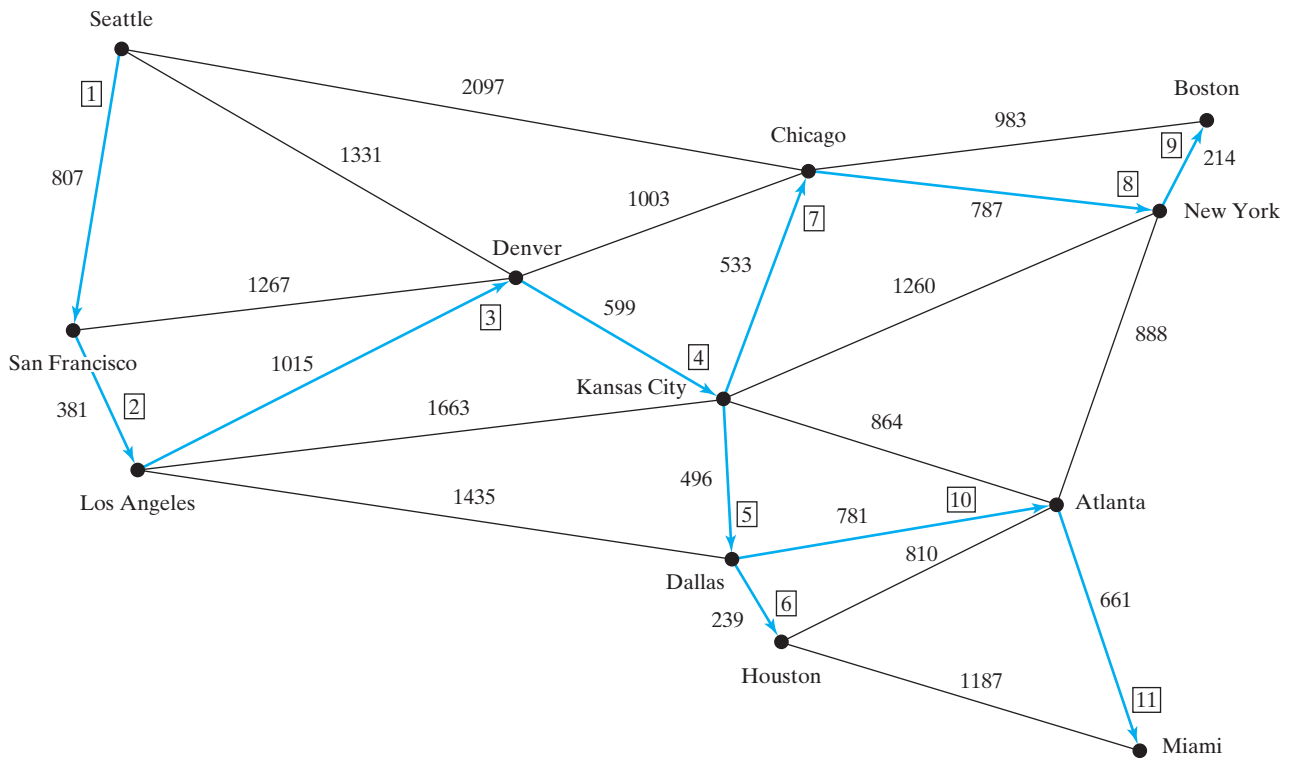 Seattle
2097
Boston
1
983
Chicago
9
214
1331
807
8
1003
787
New York
7
Denver
533
1267
1260
599
3
888
San Francisco
1015
4
Kansas City
381
2
1663
864
496
1435
10
Los Angeles
5
781
Atlanta
810
Dallas
6
661
239
Houston
1187
11
Miami